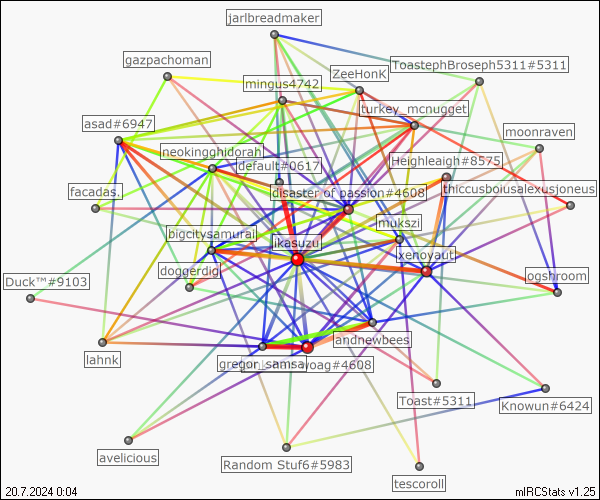 jarlbreadmaker
gazpachoman
ZeeHonK
ToastephBroseph5311#5311
mingus4742
turkey_mcnugget
asad#6947
moonraven
neokingghidorah
default#0617
Heighleaigh#8575
facadas.
disaster of passion#4608
thiccusboiusalexusjoneus
mukszi
bigcitysamurai
ikasuzu
xenoyaut
doggerdigi
Duck™#9103
ogshroom
andnewbees
lahnk
gregor_samsa
woag#4608
Toast#5311
Knowun#6424
avelicious
Random Stuf6#5983
tescoroll
20.7.2024 0:04
mIRCStats v1.25